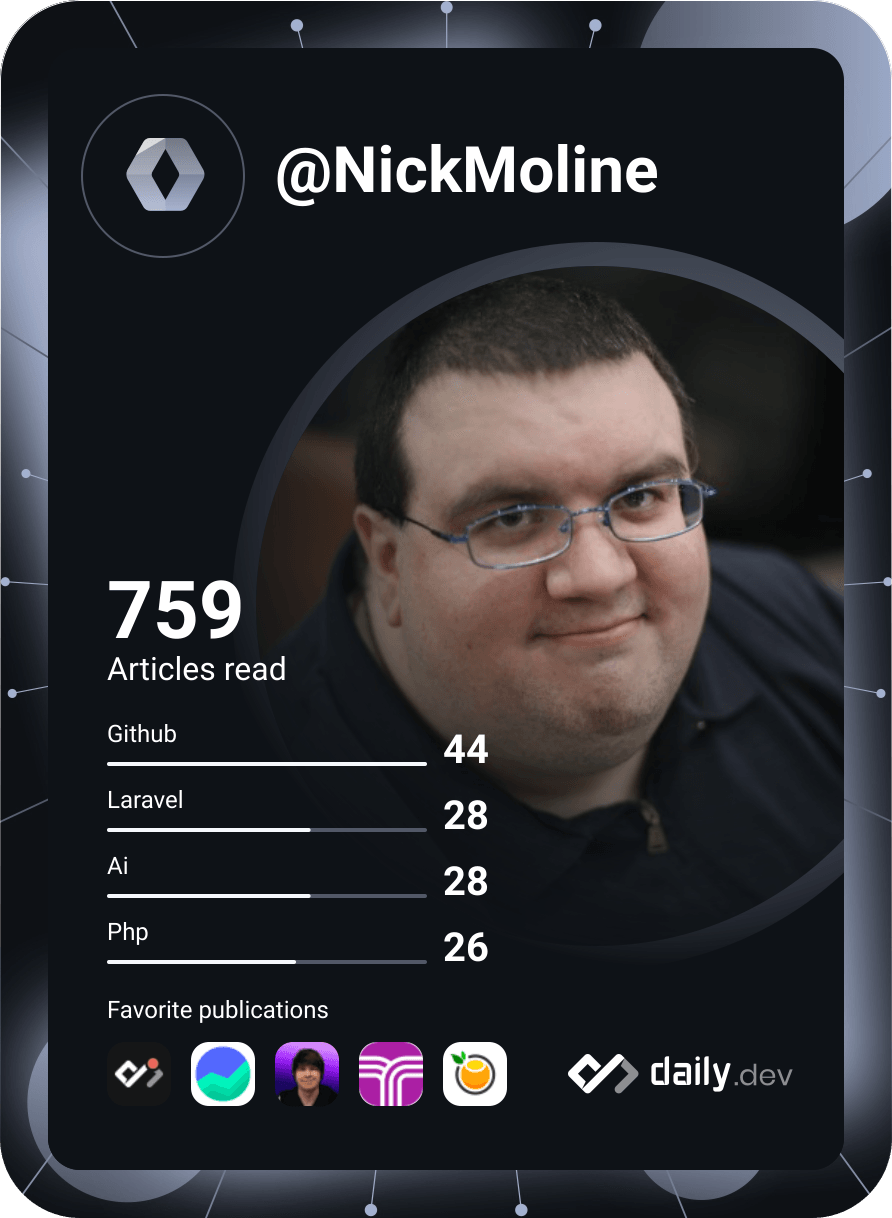 @NickMoline
759
Articles read
Github
44
Laravel
28
Ai
28
Php
26
Favorite publications
daily.dev